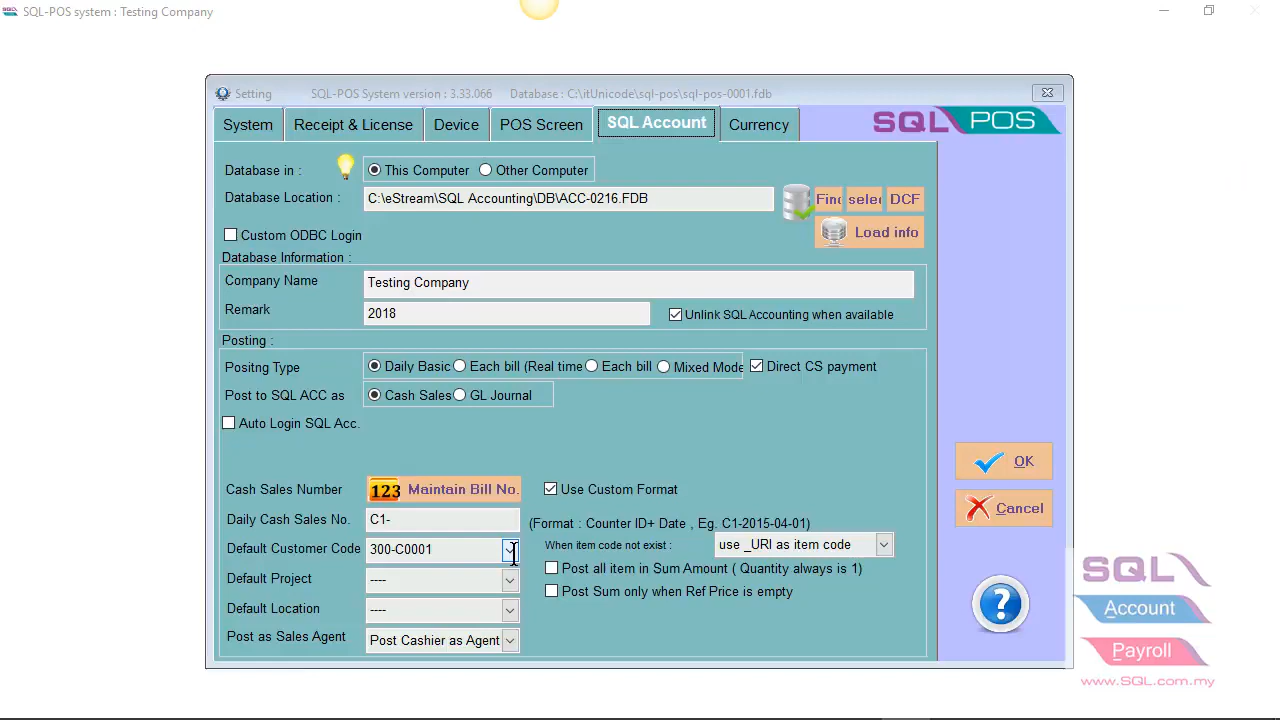 SQL-POS system : Testing Company
Setting SQL-POS System version : 3.33.066 Database : C:\itUnicode\sql-pos\sql-pos-0001.fdb
System Receipt & License Device POS Screen SQL Account Currency
SQL POS
Database in : This Computer Other Computer
Database Location : C:\eStream\SQL Accounting\DB\ACC-0216.FDB Find selec DCF
Custom ODBC Login Load info
Database Information :
Company Name Testing Company
Remark 2018 Unlink SQL Accounting when available
Posting :
Positng Type Daily Basic Each bill (Real time Each bill Mixed Mode Direct CS payment
Post to SQL ACC as Cash Sales GL Journal
Auto Login SQL Acc.
OK
Cash Sales Number 123 Maintain Bill No. Use Custom Format
Cancel
Daily Cash Sales No. C1- (Format : Counter ID+ Date , Eg. C1-2015-04-01)
Default Customer Code 300-C0001 When item code not exist : use _URI as item code
Default Project ---- Post all item in Sum Amount ( Quantity always is 1)
Default Location ---- Post Sum only when Ref Price is empty
Post as Sales Agent Post Cashier as Agent
SQL
Account
Payroll
www.SQL.com.my